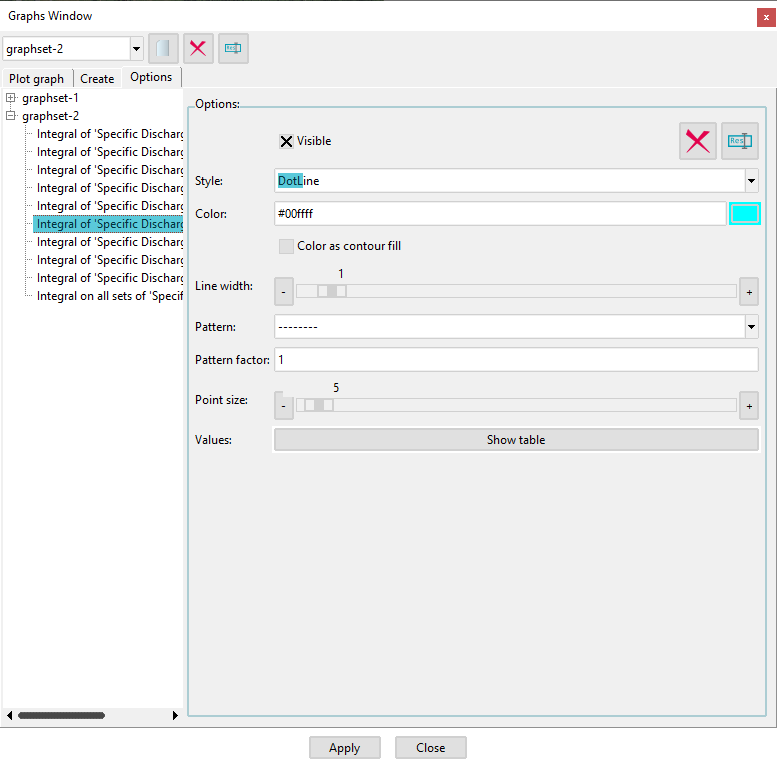 Graphs Window
x
graphset-2
Res
Plot graph
Create
Options
graphset-1
graphset-2
Integral of 'Specific Discharg
Integral of 'Specific Discharg
Integral of 'Specific Discharg
Integral of 'Specific Discharg
Integral of 'Specific Discharg
Integral of 'Specific Discharg
Integral of 'Specific Discharg
Integral of 'Specific Discharg
Integral of 'Specific Discharg
Integral on all sets of 'Specif
Options:
Visible
Res
Style:
DotLine
Color:
#00ffff
Color as contour fill
1
Line width:
-
+
Pattern:
--------
Pattern factor:
1
5
Point size:
-
+
Values:
Show table
Apply
Close